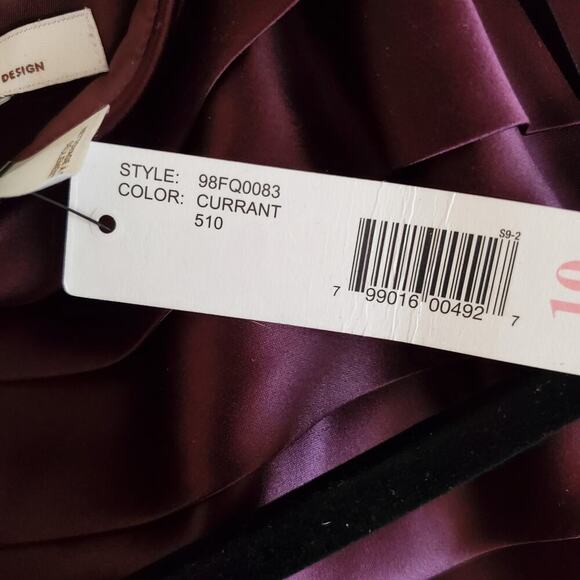 DESIGN
STYLE: 98FQ0083
COLOR: CURRANT
510
S9-2
7 99016 00492 7
10